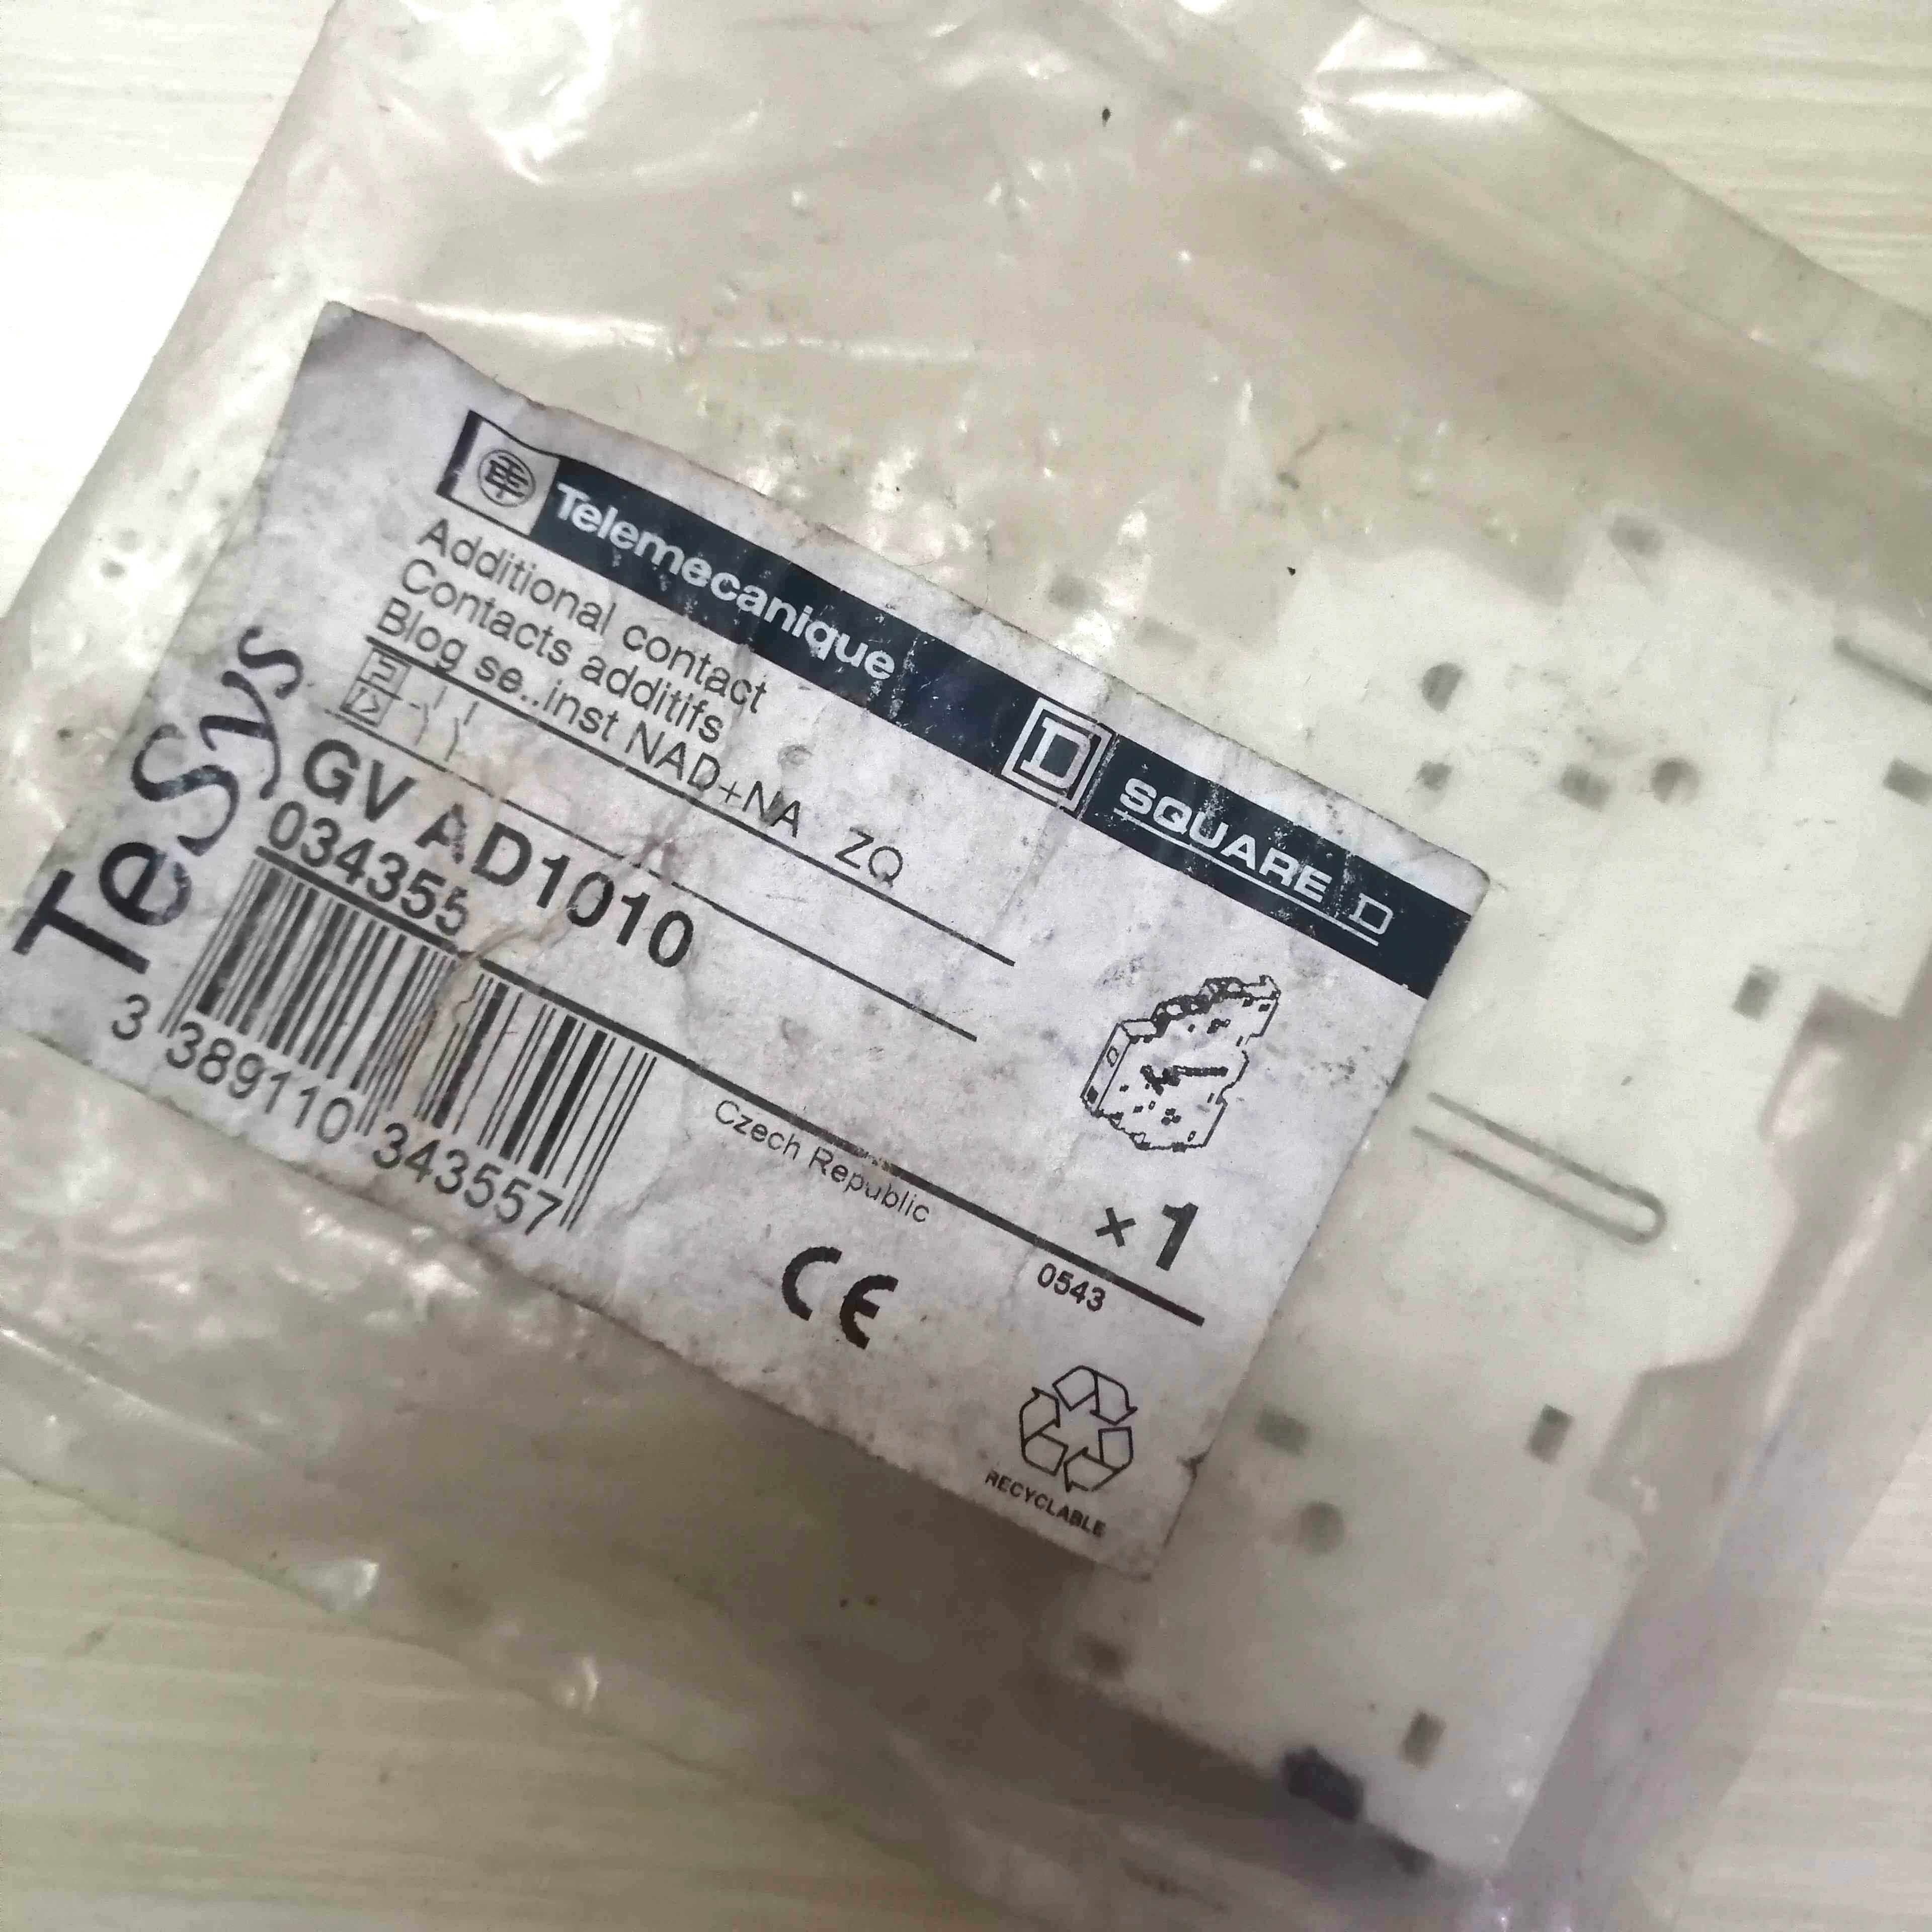 Telemecanique
SQUARE D
Additional contact
Contacts additifs
Blog se..inst NAD+NA ZQ
TeSys
GV AD1010
034355
3 389110 343557
Czech Republic
x1
0543
CE
RECYCLABLE